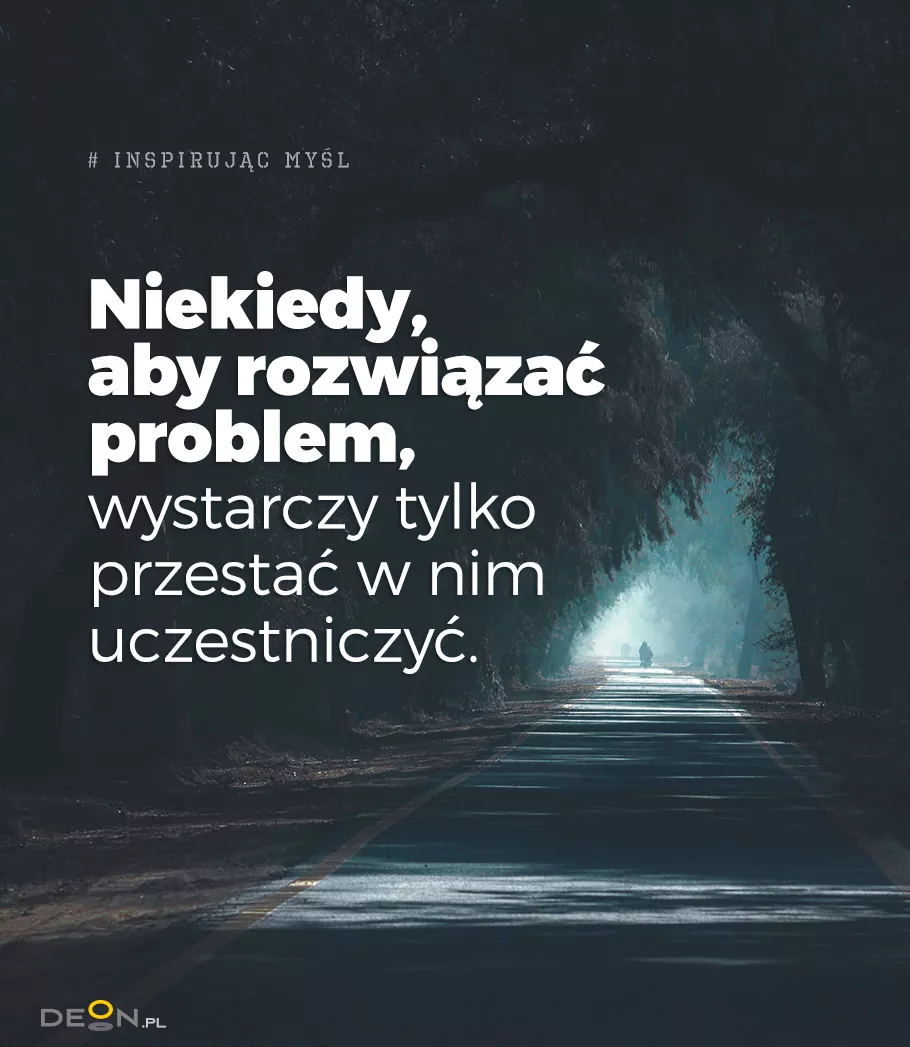 # INSPIRUJĄC MYŚL
Niekiedy,
aby rozwiązać
problem,
wystarczy tylko
przestać w nim
uczestniczyć.
DEON.PL